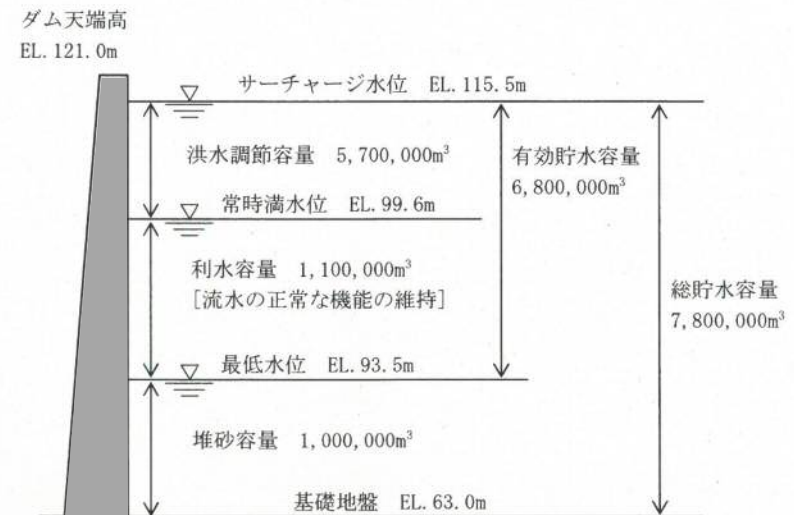 ダム天端高
EL. 121.0m
サーチャージ水位 EL. 115.5m
洪水調節容量 5,700,000m³
有効貯水容量
6,800,000m³
常時満水位 EL. 99.6m
利水容量 1,100,000m³
[流水の正常な機能の維持]
総貯水容量
7,800,000m³
最低水位 EL. 93.5m
堆砂容量 1,000,000m³
基礎地盤 EL. 63.0m